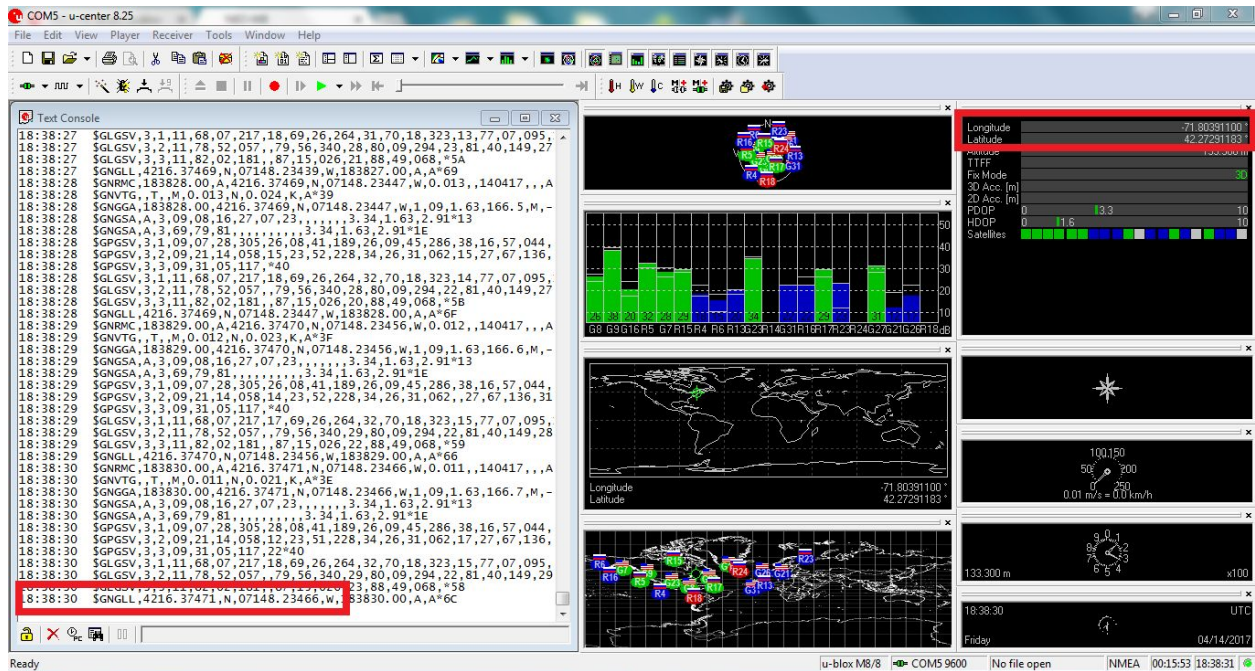 COM5 - u-center 8.25
File Edit View Player Receiver Tools Window Help
Text Console
18:38:27 $GLGSV,3,1,11,68,07,217,18,69,26,264,31,70,18,323,13,77,07,095,
18:38:27 $GLGSV,3,2,11,78,52,057,,79,56,340,28,80,09,294,23,81,40,149,27
18:38:27 $GLGSV,3,3,11,82,02,181,,87,15,026,21,88,49,068,*5A
18:38:27 $GNGLL,4216.37469,N,07148.23439,W,183827.00,A,A*69
18:38:28 $GNRMC,183828.00,A,4216.37469,N,07148.23447,W,0.013,,140417,,,A
18:38:28 $GNVTG,,T,,M,0.013,N,0.024,K,A*39
18:38:28 $GNGGA,183828.00,4216.37469,N,07148.23447,W,1,09,1.63,166.5,M,-
18:38:28 $GNGSA,A,3,09,08,16,27,07,23,,,,,,,3.34,1.63,2.91*13
18:38:28 $GNGSA,A,3,69,79,81,,,,,,,,,,3.34,1.63,2.91*1E
18:38:28 $GPGSV,3,1,09,07,28,305,26,08,41,189,26,09,45,286,38,16,57,044,
18:38:28 $GPGSV,3,2,09,21,14,058,15,23,52,228,34,26,31,062,15,27,67,136,
18:38:28 $GPGSV,3,3,09,31,05,117,*40
18:38:28 $GLGSV,3,1,11,68,07,217,18,69,26,264,32,70,18,323,14,77,07,095,
18:38:28 $GLGSV,3,2,11,78,52,057,,79,56,340,28,80,09,294,22,81,40,149,27
18:38:28 $GLGSV,3,3,11,82,02,181,,87,15,026,20,88,49,068,*5B
18:38:28 $GNGLL,4216.37469,N,07148.23447,W,183828.00,A,A*6F
18:38:29 $GNRMC,183829.00,A,4216.37470,N,07148.23456,W,0.012,,140417,,,A
18:38:29 $GNVTG,,T,,M,0.012,N,0.023,K,A*3F
18:38:29 $GNGGA,183829.00,4216.37470,N,07148.23456,W,1,09,1.63,166.6,M,-
18:38:29 $GNGSA,A,3,09,08,16,27,07,23,,,,,,,3.34,1.63,2.91*13
18:38:29 $GNGSA,A,3,69,79,81,,,,,,,,,,3.34,1.63,2.91*1E
18:38:29 $GPGSV,3,1,09,07,28,305,26,08,41,189,26,09,45,286,38,16,57,044,
18:38:29 $GPGSV,3,2,09,21,14,058,14,23,52,228,34,26,31,062,,27,67,136,31
18:38:29 $GPGSV,3,3,09,31,05,117,*40
18:38:29 $GLGSV,3,1,11,68,07,217,17,69,26,264,32,70,18,323,15,77,07,095,
18:38:29 $GLGSV,3,2,11,78,52,057,,79,56,340,29,80,09,294,22,81,40,149,28
18:38:29 $GLGSV,3,3,11,82,02,181,,87,15,026,22,88,49,068,*59
18:38:29 $GNGLL,4216.37470,N,07148.23456,W,183829.00,A,A*66
18:38:30 $GNRMC,183830.00,A,4216.37471,N,07148.23466,W,0.011,,140417,,,A
18:38:30 $GNVTG,,T,,M,0.011,N,0.021,K,A*3E
18:38:30 $GNGGA,183830.00,4216.37471,N,07148.23466,W,1,09,1.63,166.7,M,-
18:38:30 $GNGSA,A,3,09,08,16,27,07,23,,,,,,,3.34,1.63,2.91*13
18:38:30 $GNGSA,A,3,69,79,81,,,,,,,,,,3.34,1.63,2.91*1E
18:38:30 $GPGSV,3,1,09,07,28,305,28,08,41,189,26,09,45,286,38,16,57,044,
18:38:30 $GPGSV,3,2,09,21,14,058,12,23,51,228,34,26,31,062,17,27,67,136,
18:38:30 $GPGSV,3,3,09,31,05,117,22*40
18:38:30 $GLGSV,3,1,11,68,07,217,18,69,26,264,32,70,18,323,15,77,07,095,
18:38:30 $GLGSV,3,2,11,78,52,057,,79,56,340,29,80,09,294,22,81,40,149,29
18:38:30 $GNGLL,4216.37471,N,07148.23466,W,183830.00,A,A*6C
N
50
40
30
20
10
dB
Longitude -71.80391100 °
Latitude 42.27291183 °
Longitude -71.80391100 °
Latitude 42.27291183 °
Altitude 133.300 m
TTFF
Fix Mode 3D
3D Acc. [m]
2D Acc. [m]
PDOP 0 3.3 10
HDOP 0 1.6 10
Satellites
100 150
50 200
0 250
0.01 m/s = 0.0 km/h
133.300 m x100
18:38:30 UTC
Friday 04/14/2017
Ready
u-blox M8/8 COM5 9600 No file open NMEA 00:15:53 18:38:31